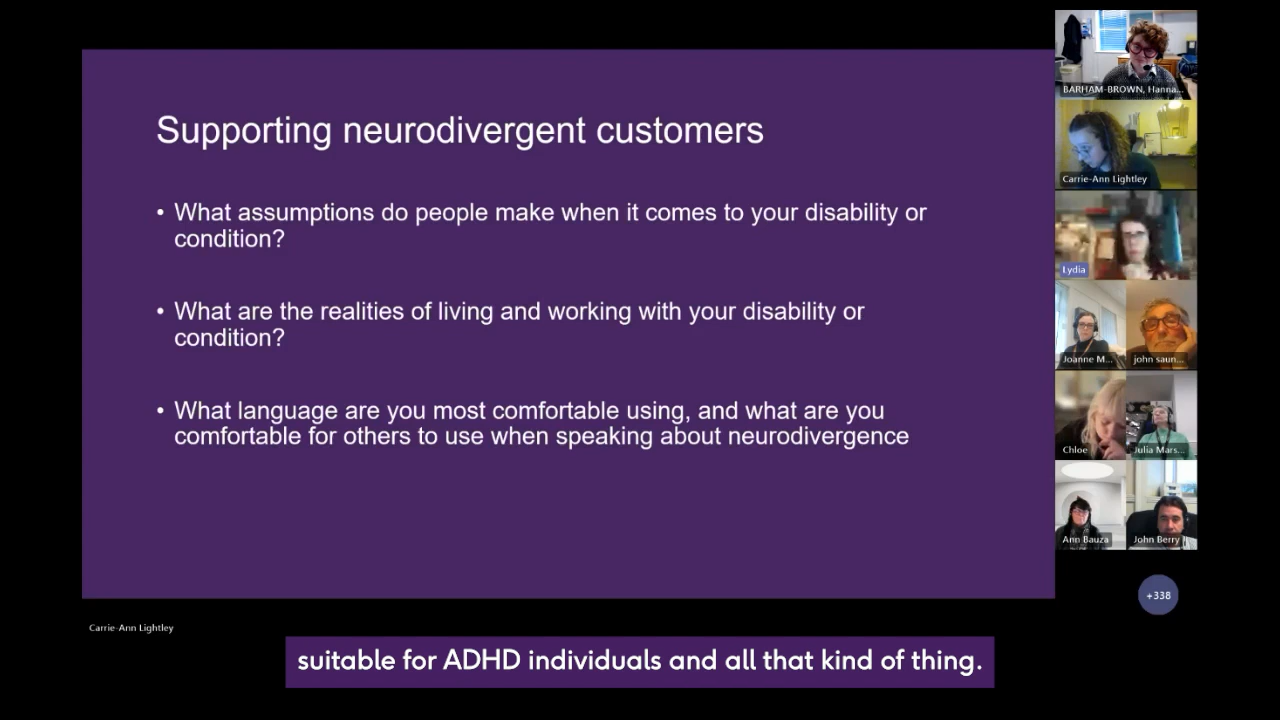 Supporting neurodivergent customers
• What assumptions do people make when it comes to your disability or
condition?
• What are the realities of living and working with your disability or
condition?
• What language are you most comfortable using, and what are you
comfortable for others to use when speaking about neurodivergence
BARHAM-BROWN, Hanna...
Carrie-Ann Lightley
Lydia
Joanne M...
john saun...
Chloe
Julia Mars...
Ann Bauza
John Berry
+338
Carrie-Ann Lightley
suitable for ADHD individuals and all that kind of thing.